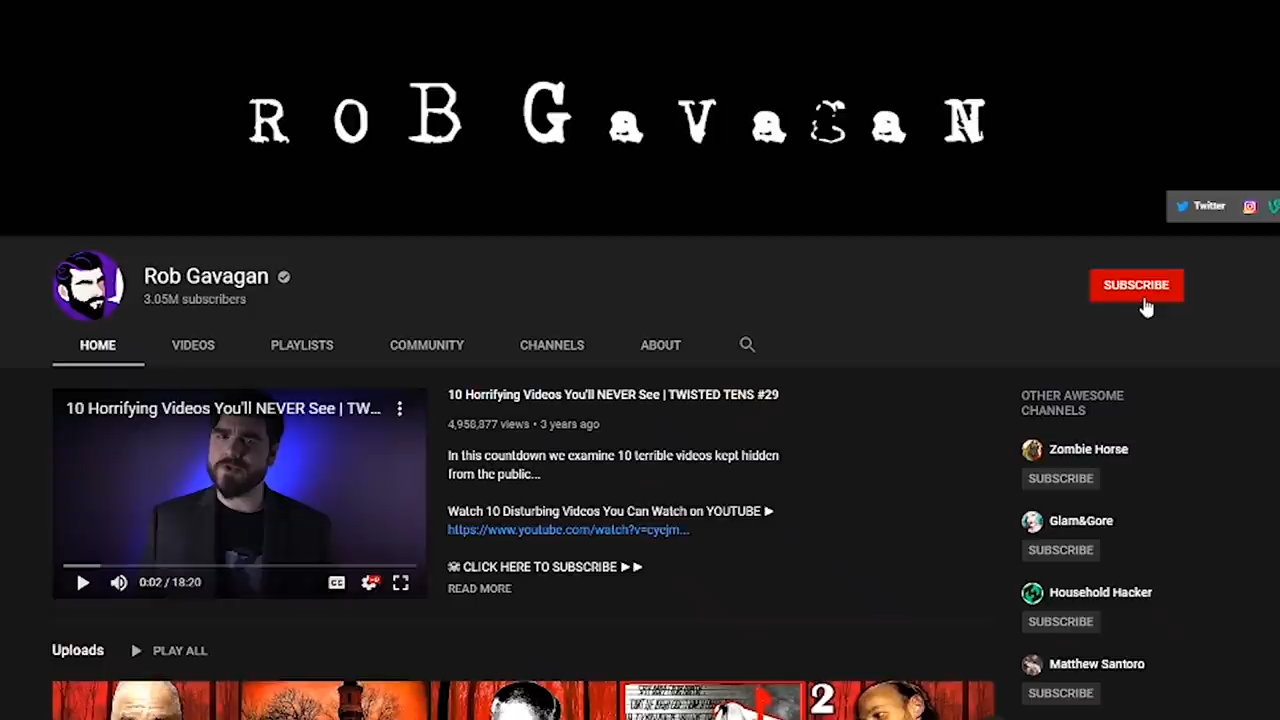 RoB GavagaN
Twitter
Rob Gavagan
3.05M subscribers
SUBSCRIBE
HOME
VIDEOS
PLAYLISTS
COMMUNITY
CHANNELS
ABOUT
10 Horrifying Videos You'll NEVER See | TW...
0:02 / 18:20
CC
10 Horrifying Videos You'll NEVER See | TWISTED TENS #29
4,958,877 views • 3 years ago
In this countdown we examine 10 terrible videos kept hidden
from the public...
Watch 10 Disturbing Videos You Can Watch on YOUTUBE ►
https://www.youtube.com/watch?v=cycjm...
☠ CLICK HERE TO SUBSCRIBE ►►
READ MORE
OTHER AWESOME
CHANNELS
Zombie Horse
SUBSCRIBE
Glam&Gore
SUBSCRIBE
Household Hacker
SUBSCRIBE
Matthew Santoro
SUBSCRIBE
Uploads
PLAY ALL
2